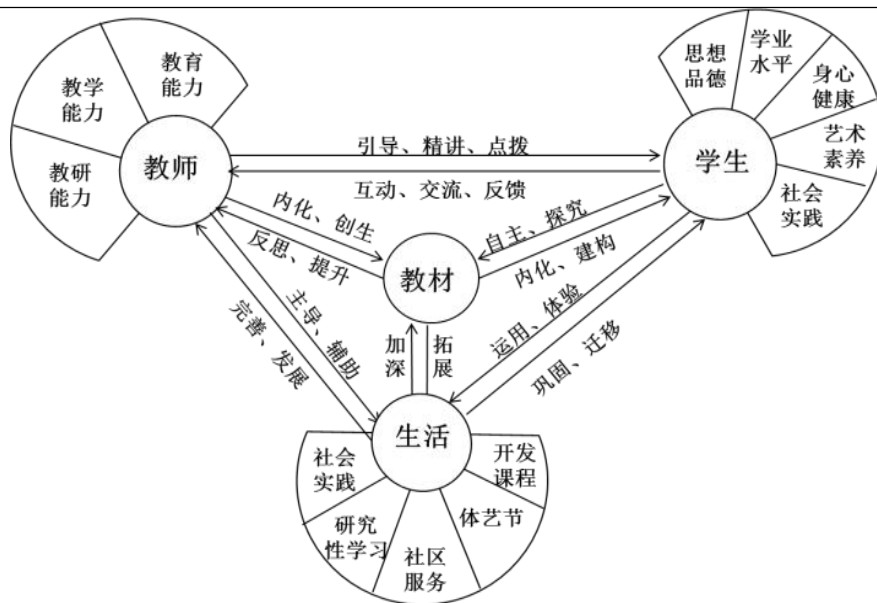 教育
能力
教学
能力
教研
能力
教师
思想
品德
学业
水平
身心
健康
艺术
素养
社会
实践
学生
引导、精讲、点拨
互动、交流、反馈
内化、创生
反思、提升
自主、探究
内化、建构
教材
主导、辅助
完善、发展
加深
拓展
运用、体验
巩固、迁移
生活
社会
实践
研究
性学习
社区
服务
体艺节
开发
课程